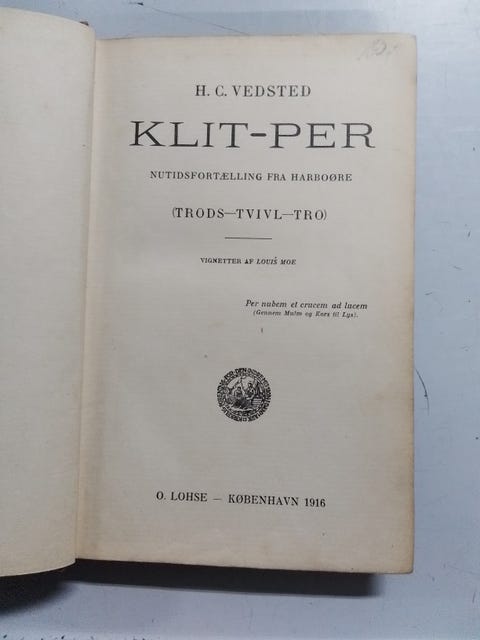 H. C. VEDSTED
KLIT-PER
NUTIDSFORTÆLLING FRA HARBOØRE
(TRODS—TVIVL—TRO)
VIGNETTER AF LOUIS MOE
Per nubem et crucem ad lucem
(Gennem Mulm og Kors til Lys).
O. LOHSE — KØBENHAVN 1916